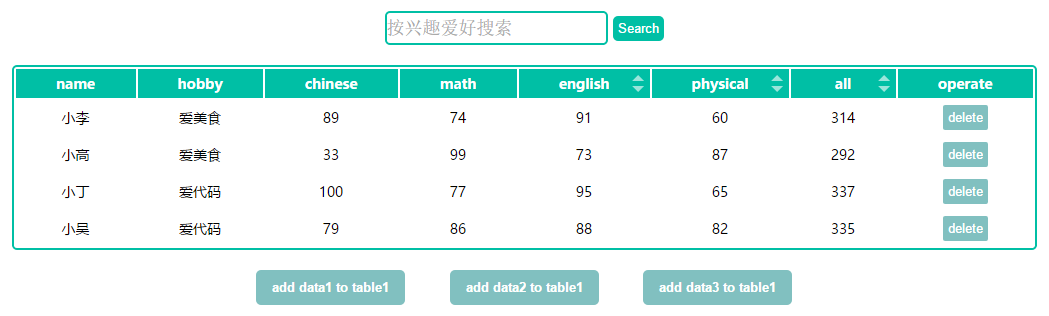 按兴趣爱好搜索 Search
name hobby chinese math english physical all operate
小李 爱美食 89 74 91 60 314 delete
小高 爱美食 33 99 73 87 292 delete
小丁 爱代码 100 77 95 65 337 delete
小吴 爱代码 79 86 88 82 335 delete
add data1 to table1 add data2 to table1 add data3 to table1